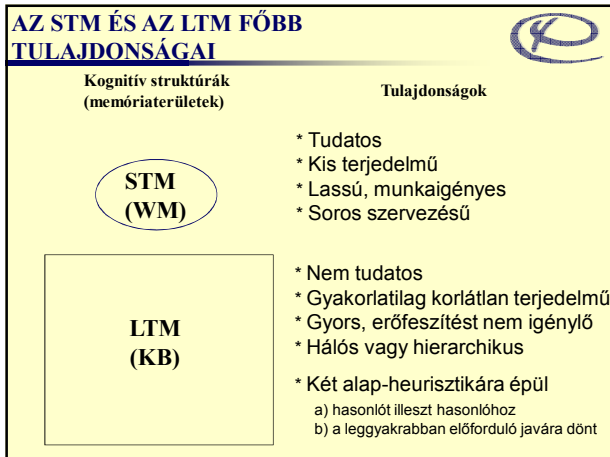 AZ STM ÉS AZ LTM FŐBB
TULAJDONSÁGAI
Kognitív struktúrák
(memóriaterületek)
Tulajdonságok
STM
(WM)
* Tudatos
* Kis terjedelmű
* Lassú, munkaigényes
* Soros szervezésű
LTM
(KB)
* Nem tudatos
* Gyakorlatilag korlátlan terjedelmű
* Gyors, erőfeszítést nem igénylő
* Hálós vagy hierarchikus
* Két alap-heurisztikára épül
a) hasonlót illeszt hasonlóhoz
b) a leggyakrabban előforduló javára dönt